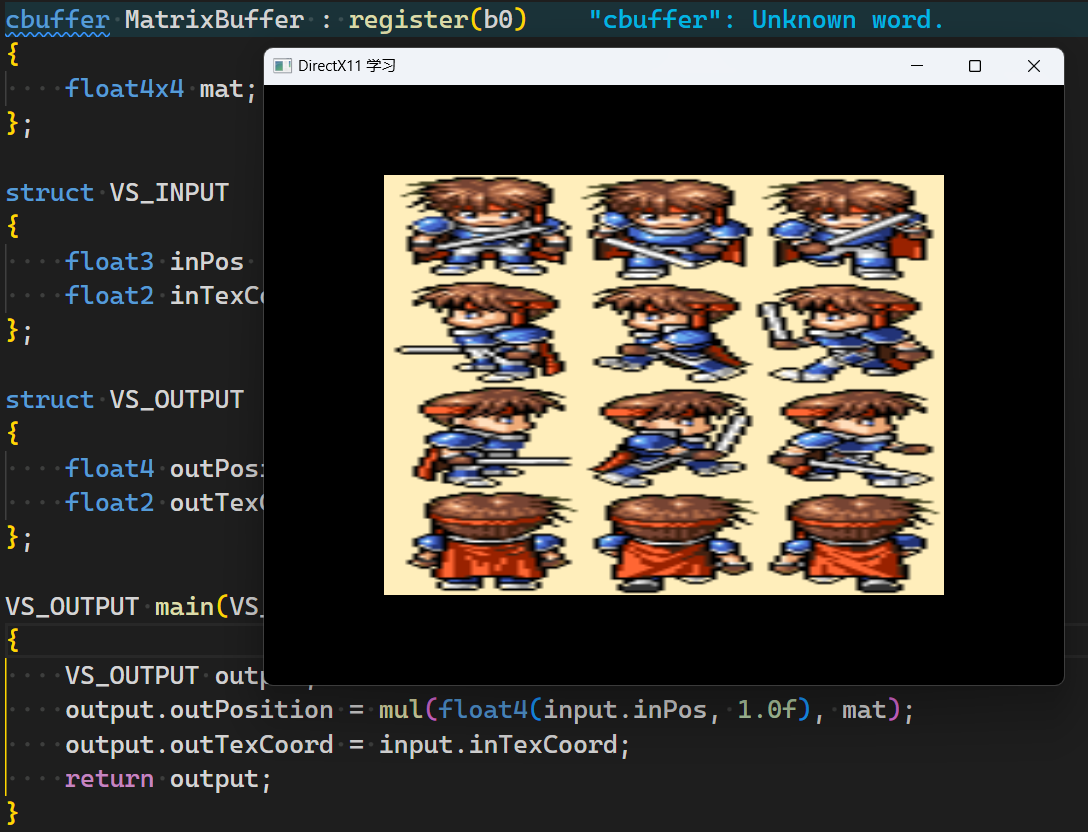 cbuffer MatrixBuffer : register(b0) "cbuffer": Unknown word.
{
float4x4 mat;
};
struct VS_INPUT
{
float3 inPos
float2 inTexCo
};
struct VS_OUTPUT
{
float4 outPosi
float2 outTex
};
VS_OUTPUT main(VS_
{
VS_OUTPUT outp
output.outPosition = mul(float4(input.inPos, 1.0f), mat);
output.outTexCoord = input.inTexCoord;
return output;
}
DirectX11 学习